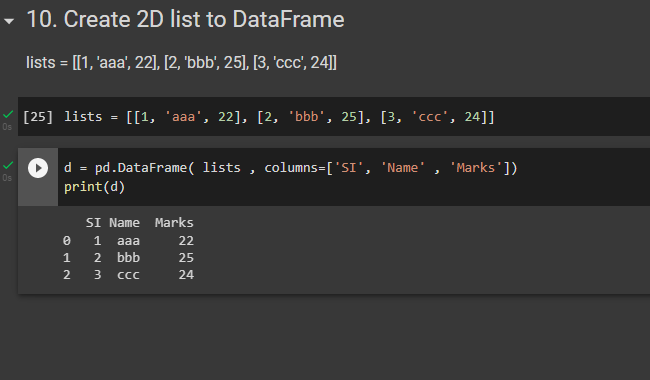 10. Create 2D list to DataFrame
lists = [[1, 'aaa', 22], [2, 'bbb', 25], [3, 'ccc', 24]]
0s
[25] lists = [[1, 'aaa', 22], [2, 'bbb', 25], [3, 'ccc', 24]]
0s
d = pd.DataFrame( lists , columns=['SI', 'Name' , 'Marks'])
print(d)
SI Name Marks
0 1 aaa 22
1 2 bbb 25
2 3 ccc 24